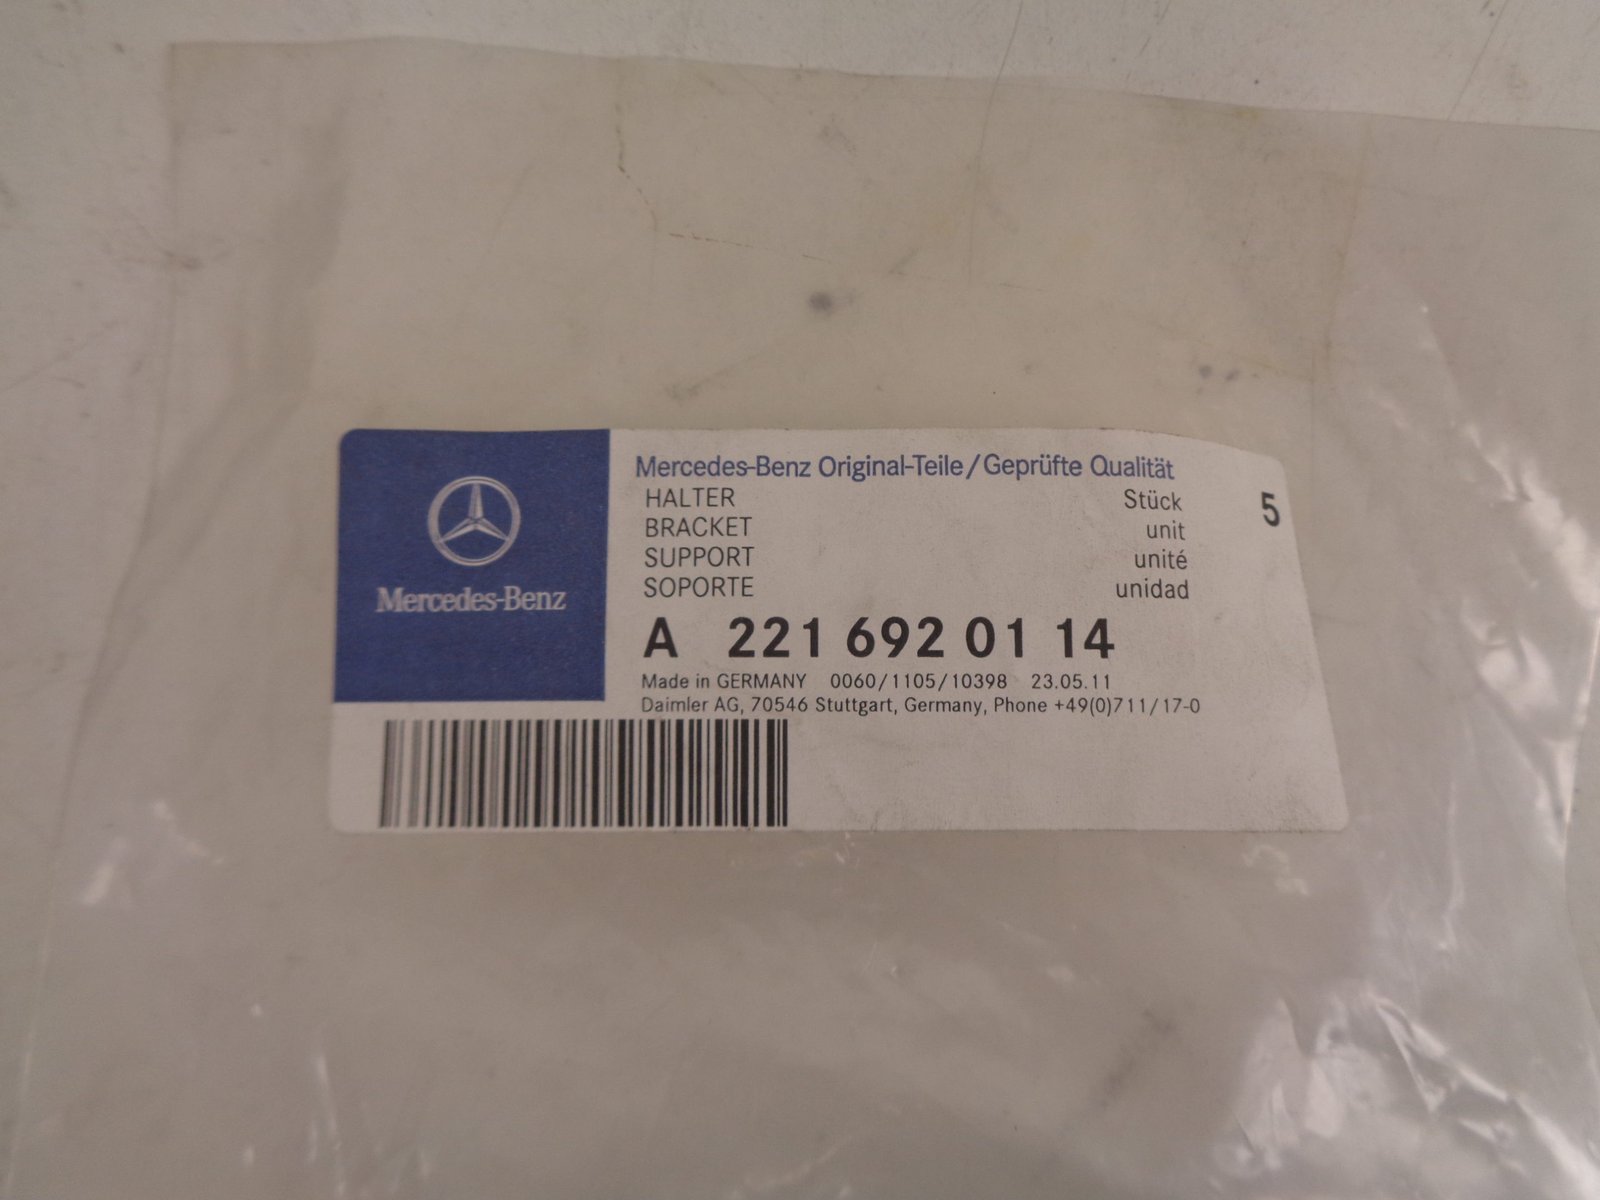 Mercedes-Benz
Mercedes-Benz Original-Teile/Geprüfte Qualität
HALTER Stück 5
BRACKET unit
SUPPORT unité
SOPORTE unidad
A 221 692 01 14
Made in GERMANY 0060/1105/10398 23.05.11
Daimler AG, 70546 Stuttgart, Germany, Phone +49(0)711/17-0